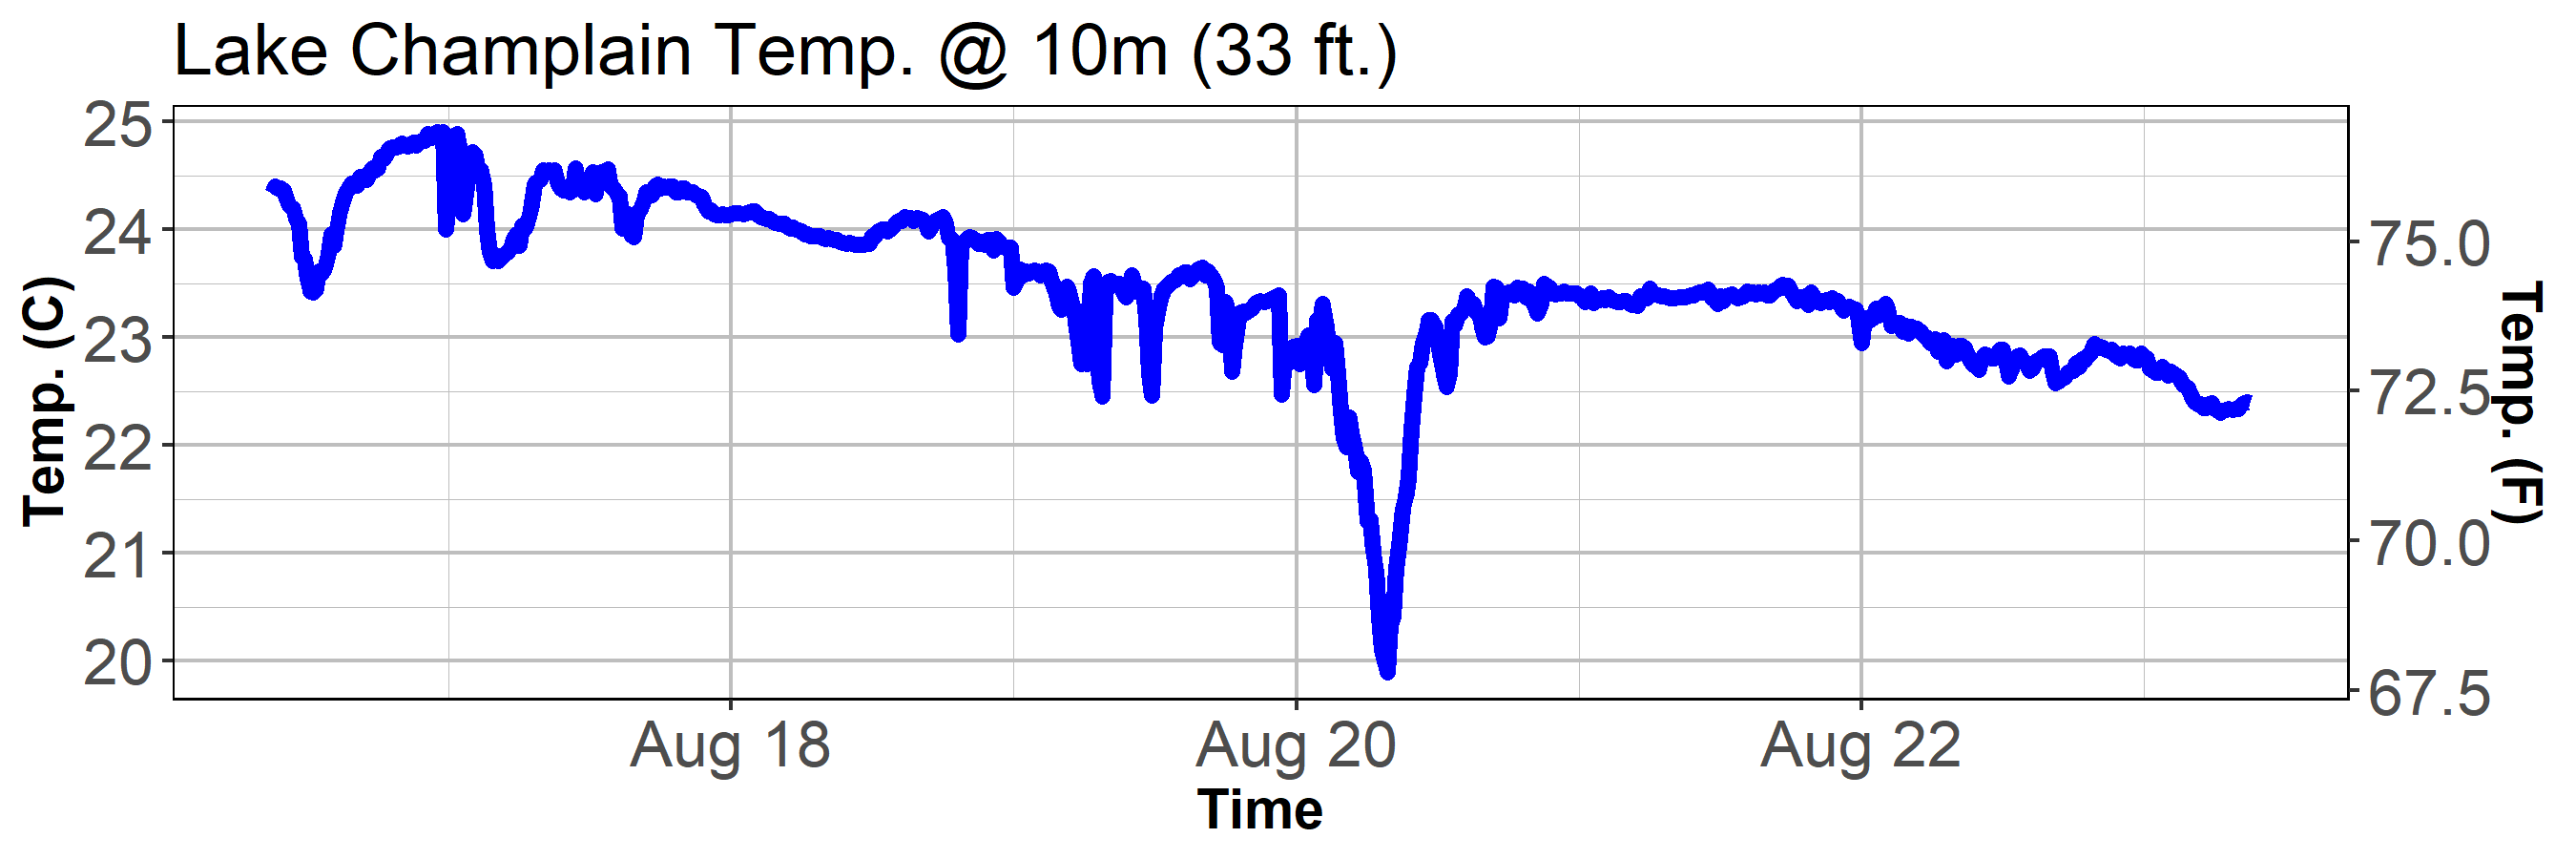 Lake Champlain Temp. @ 10m (33 ft.)
25
24
23
22
21
20
Temp. (C)
75.0
72.5
70.0
67.5
Temp. (F)
Aug 18 Aug 20 Aug 22
Time